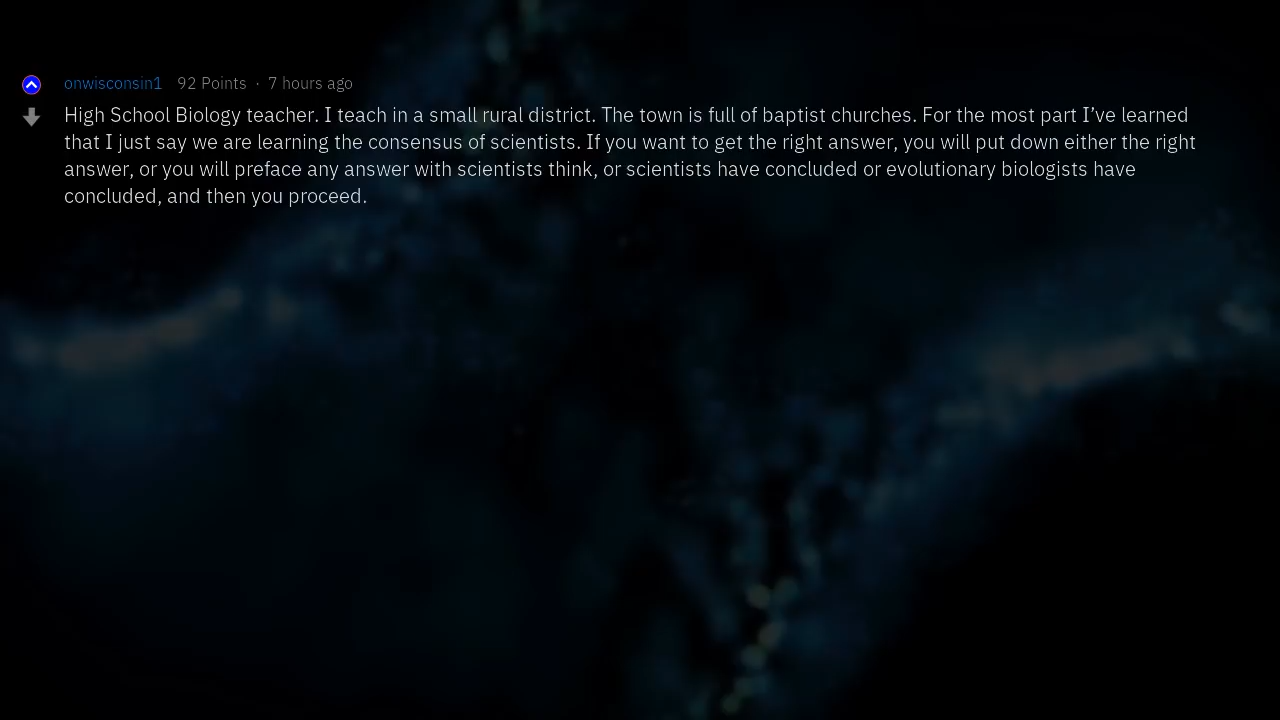 onwisconsin1 92 Points · 7 hours ago
High School Biology teacher. I teach in a small rural district. The town is full of baptist churches. For the most part I’ve learned
that I just say we are learning the consensus of scientists. If you want to get the right answer, you will put down either the right
answer, or you will preface any answer with scientists think, or scientists have concluded or evolutionary biologists have
concluded, and then you proceed.